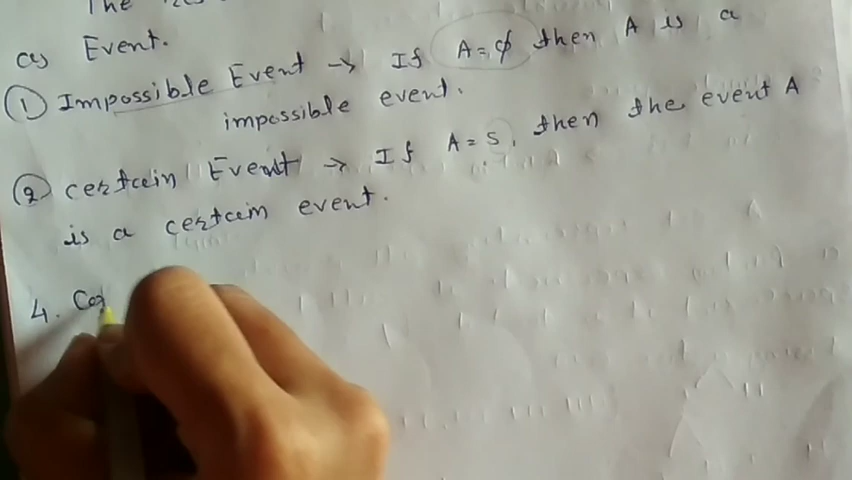 The
as Event.
① Impossible Event → If A = φ then A is a
impossible event.
② certain Event → If A = S, then the event A
is a certain event.
4. Co